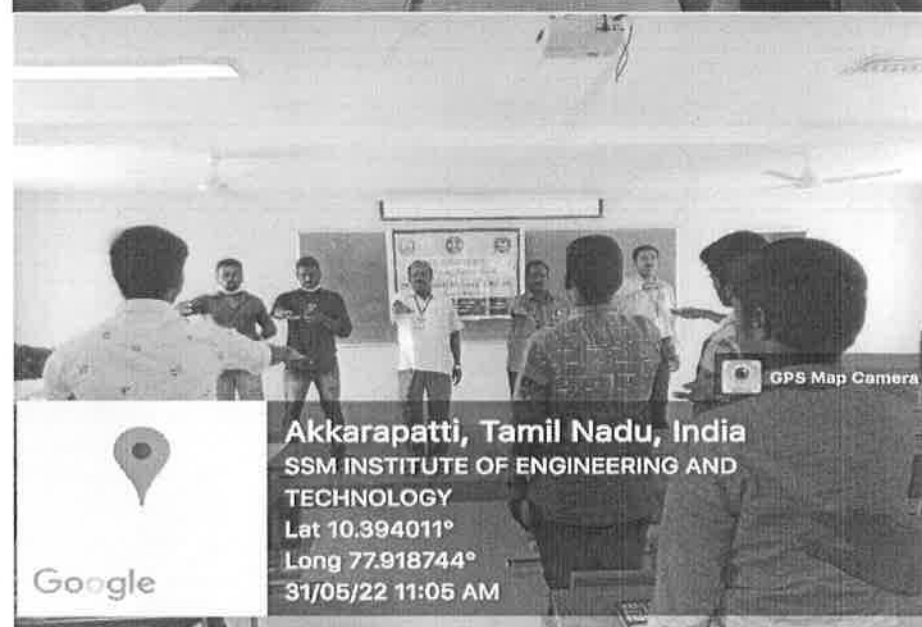 GPS Map Camera
Akkarapatti, Tamil Nadu, India
SSM INSTITUTE OF ENGINEERING AND
TECHNOLOGY
Lat 10.394011°
Long 77.918744°
31/05/22 11:05 AM
Google